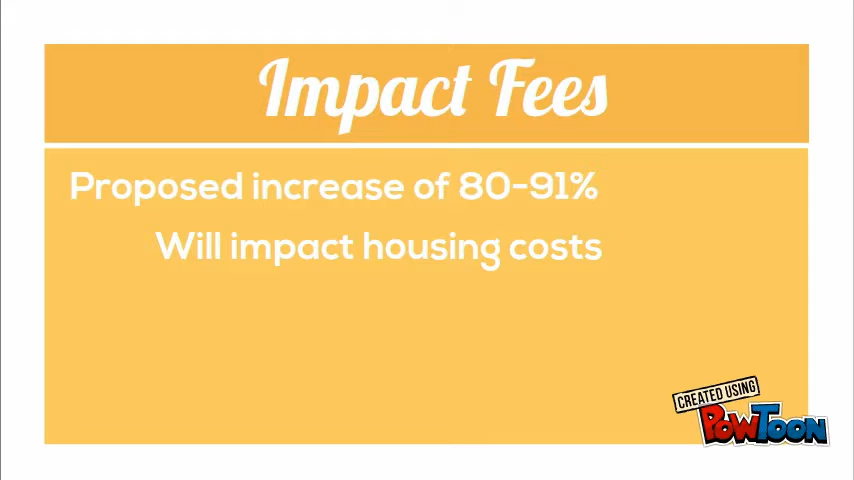 Impact Fees
Proposed increase of 80-91%
Will impact housing costs
CREATED USING
POWTOON